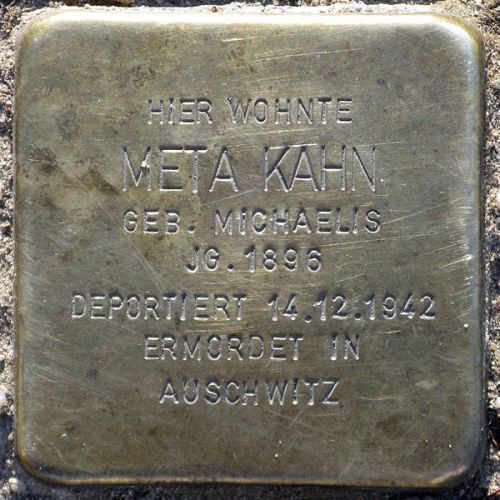 HIER WOHNTE
META KAHN
GEB. MICHAELIS
JG. 1896
DEPORTIERT 14.12.1942
ERMORDET IN
AUSCHWITZ